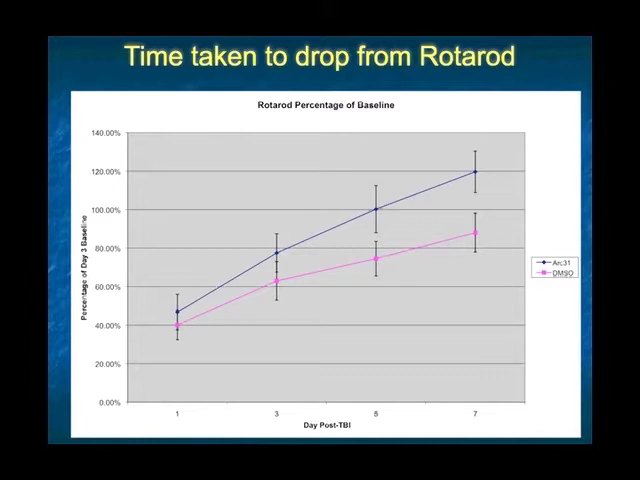 Time taken to drop from Rotarod
Rotarod Percentage of Baseline
140.00%
120.00%
100.00%
80.00%
60.00%
40.00%
20.00%
0.00%
Percentage of Day 3 Baseline
Arc31
DMSO
1 3 5 7
Day Post-TBI